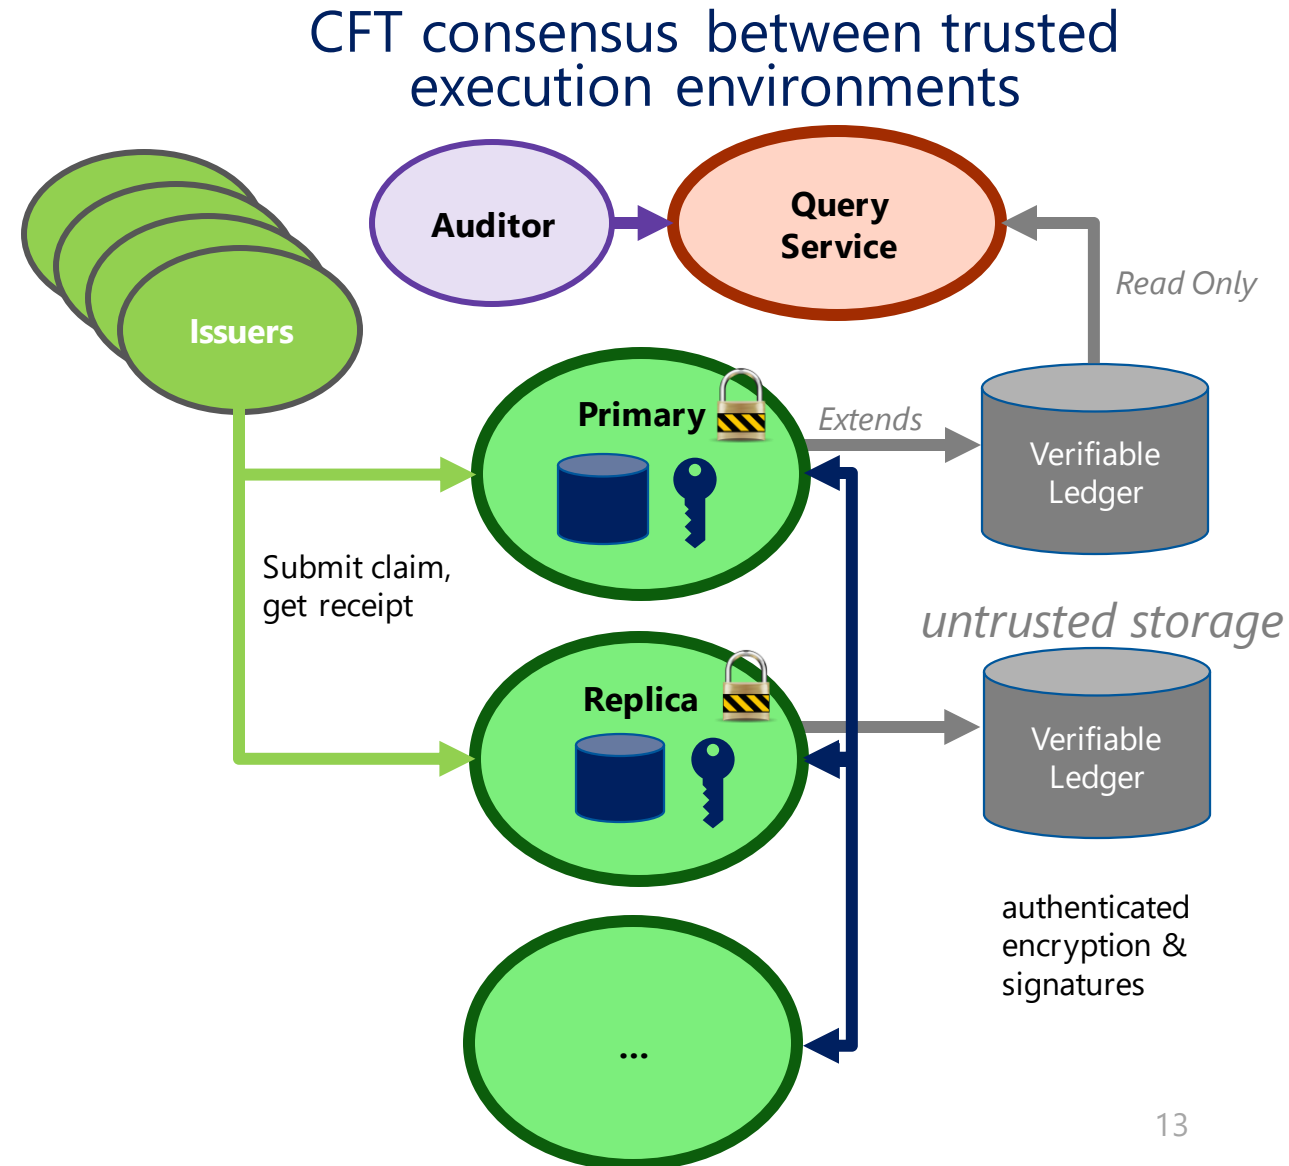 CFT consensus between trusted
execution environments
Auditor
Query
Service
Issuers
Read Only
Primary
Extends
Verifiable
Ledger
Submit claim,
get receipt
untrusted storage
Replica
Verifiable
Ledger
authenticated
encryption &
signatures
...
13